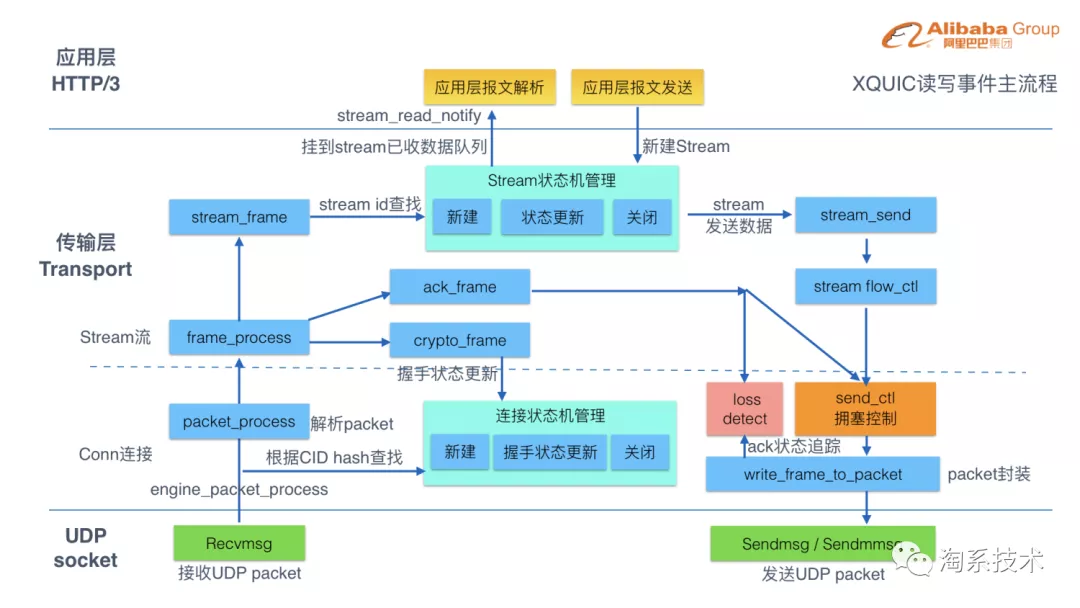 Alibaba Group
阿里巴巴集团
应用层
HTTP/3
XQUIC读写事件主流程
应用层报文解析
应用层报文发送
stream_read_notify
挂到stream已收数据队列
新建Stream
Stream状态机管理
新建
状态更新
关闭
stream_frame
stream id查找
stream
发送数据
stream_send
传输层
Transport
ack_frame
stream flow_ctl
Stream流
frame_process
crypto_frame
握手状态更新
packet_process
解析packet
连接状态机管理
新建
握手状态更新
关闭
loss
detect
send_ctl
拥塞控制
ack状态追踪
Conn连接
根据CID hash查找
engine_packet_process
write_frame_to_packet
packet封装
UDP
socket
Recvmsg
接收UDP packet
Sendmsg / Sendmmsg
发送UDP packet
淘系技术